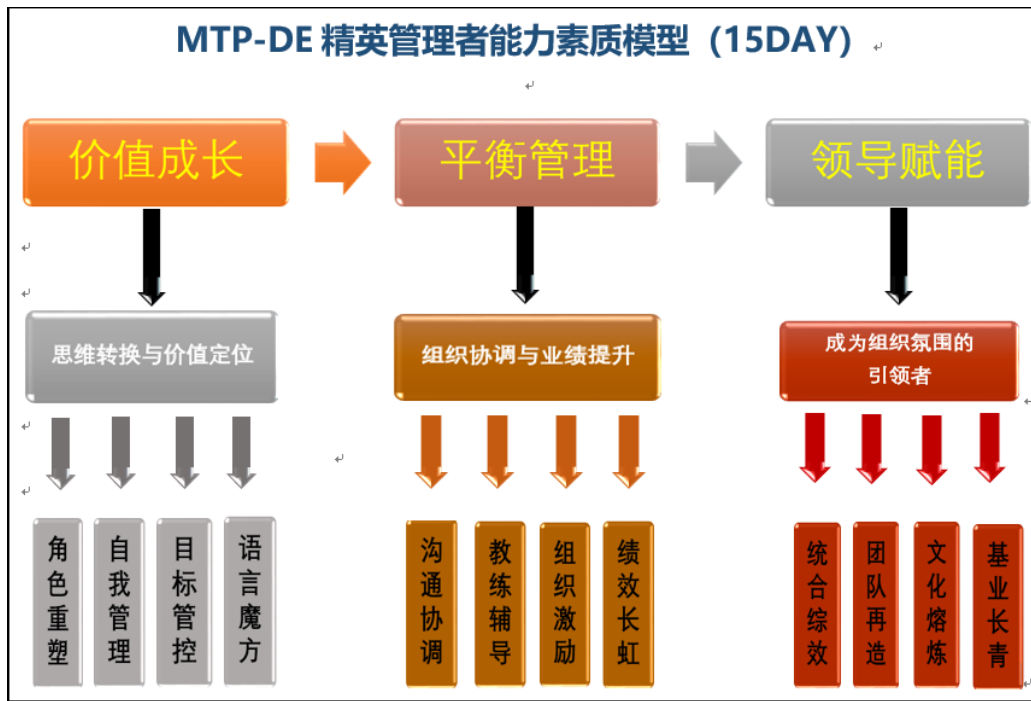 MTP-DE 精英管理者能力素质模型（15DAY）
价值成长
平衡管理
领导赋能
思维转换与价值定位
组织协调与业绩提升
成为组织氛围的
引领者
角色重塑
自我管理
目标管控
语言魔方
沟通协调
教练辅导
组织激励
绩效长虹
统合综效
团队再造
文化熔炼
基业长青